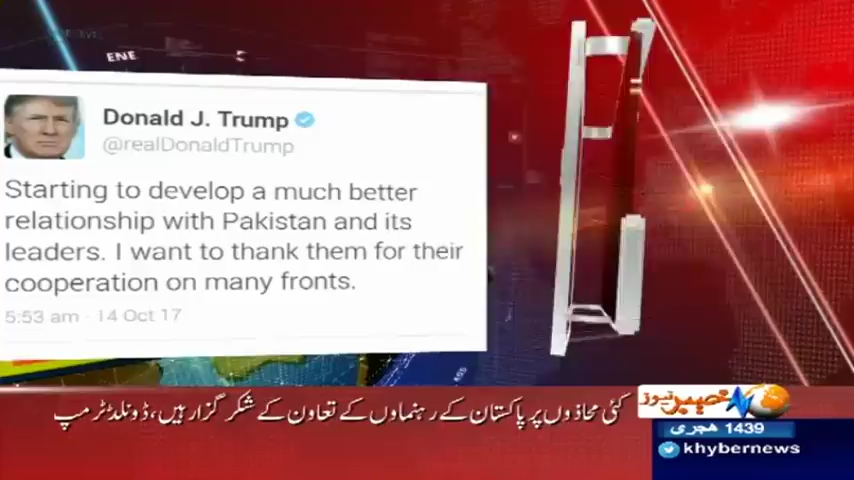 ENE
Donald J. Trump
@realDonaldTrump
Starting to develop a much better
relationship with Pakistan and its
leaders. I want to thank them for their
cooperation on many fronts.
5:53 am · 14 Oct 17
کئی محاذوں پر پاکستان کے رہنماوں کے تعاون کے شکر گزار ہیں، ڈونلڈ ٹرمپ
خیبر نیوز
1439 ھجری
khybernews